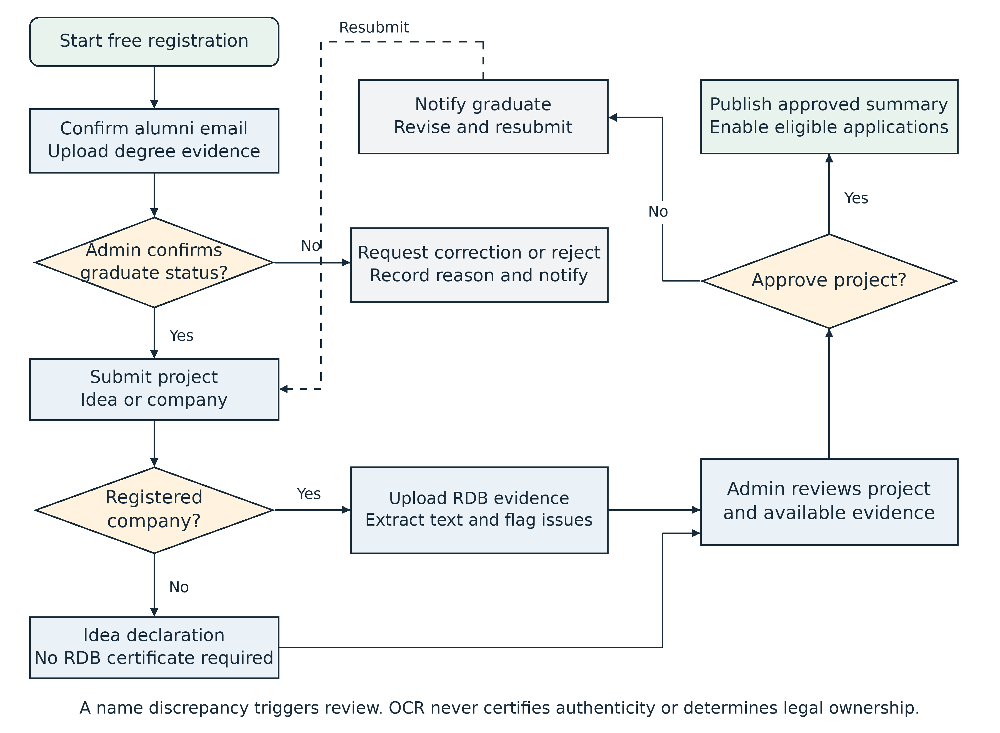 Start free registration
Confirm alumni email
Upload degree evidence
Admin confirms
graduate status?
No
Request correction or reject
Record reason and notify
Yes
Submit project
Idea or company
Registered
company?
Yes
Upload RDB evidence
Extract text and flag issues
No
Idea declaration
No RDB certificate required
Admin reviews project
and available evidence
Approve project?
No
Notify graduate
Revise and resubmit
Resubmit
Yes
Publish approved summary
Enable eligible applications
A name discrepancy triggers review. OCR never certifies authenticity or determines legal ownership.